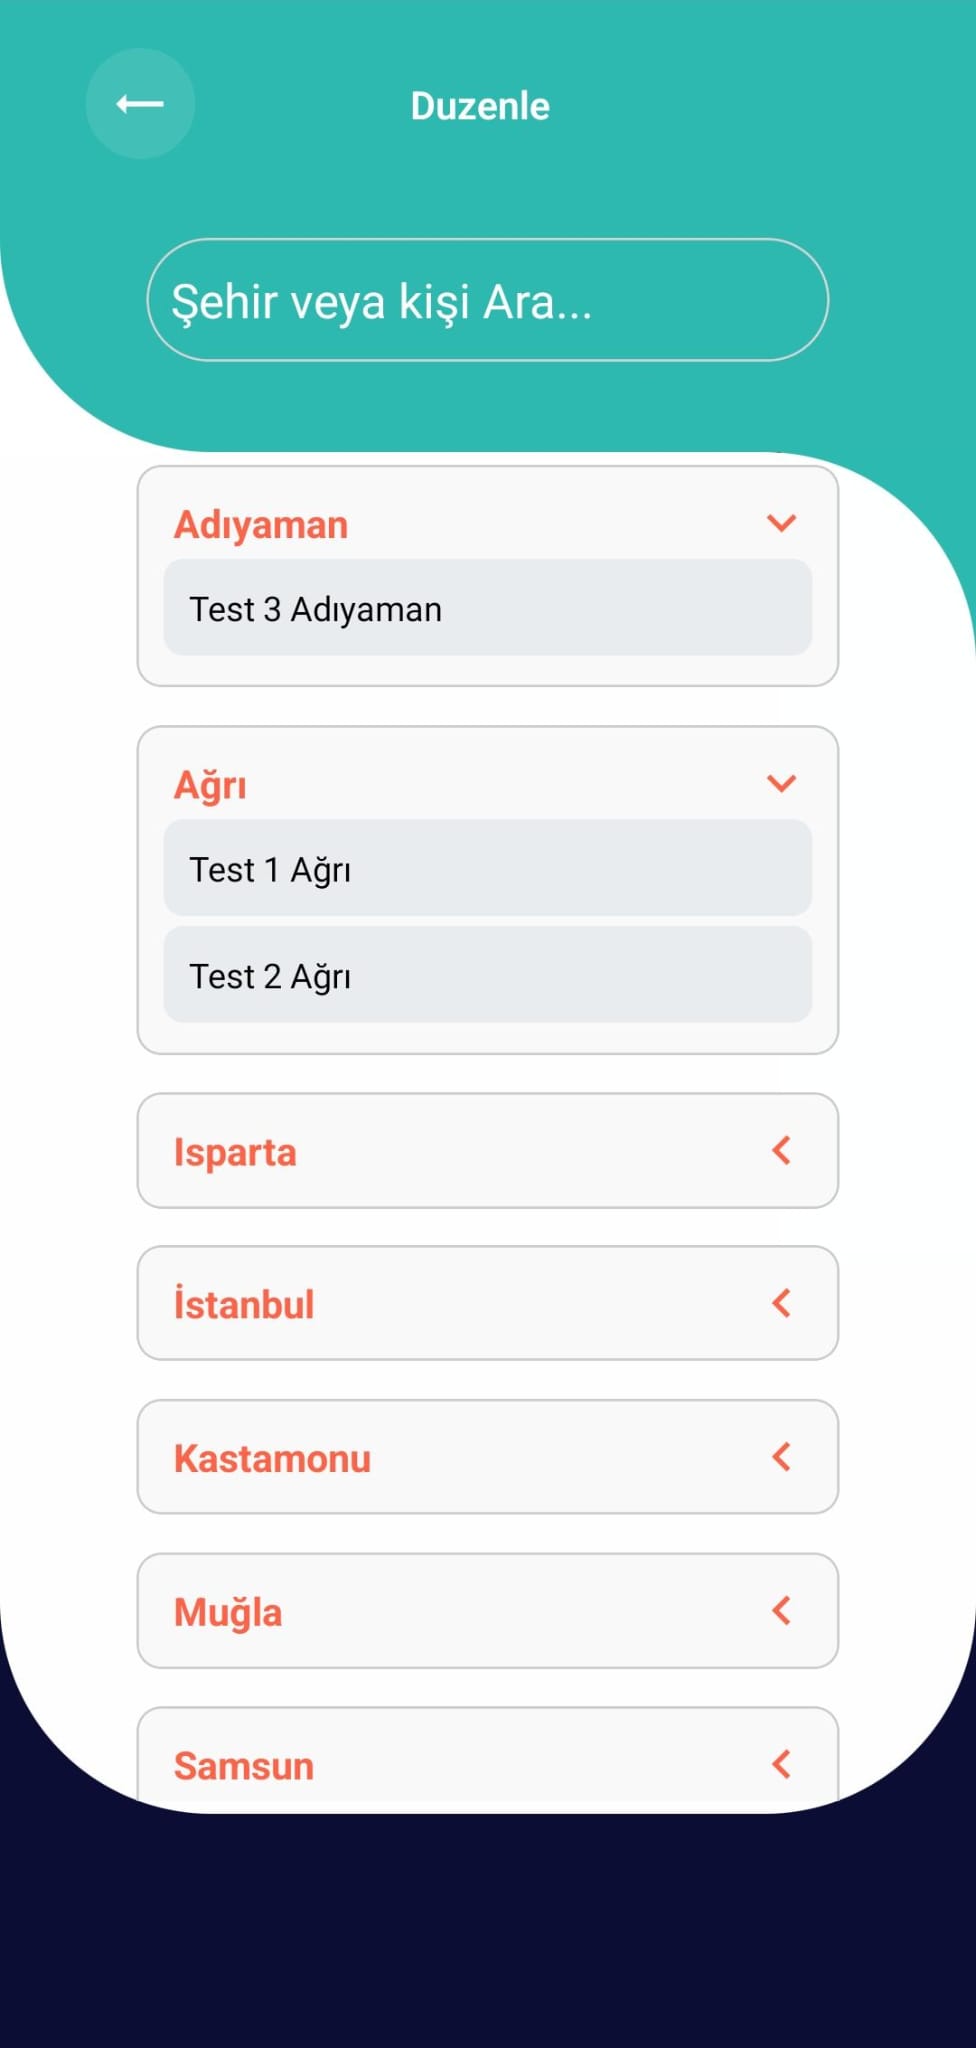 Duzenle
Şehir veya kişi Ara...
Adıyaman
Test 3 Adıyaman
Ağrı
Test 1 Ağrı
Test 2 Ağrı
Isparta
İstanbul
Kastamonu
Muğla
Samsun